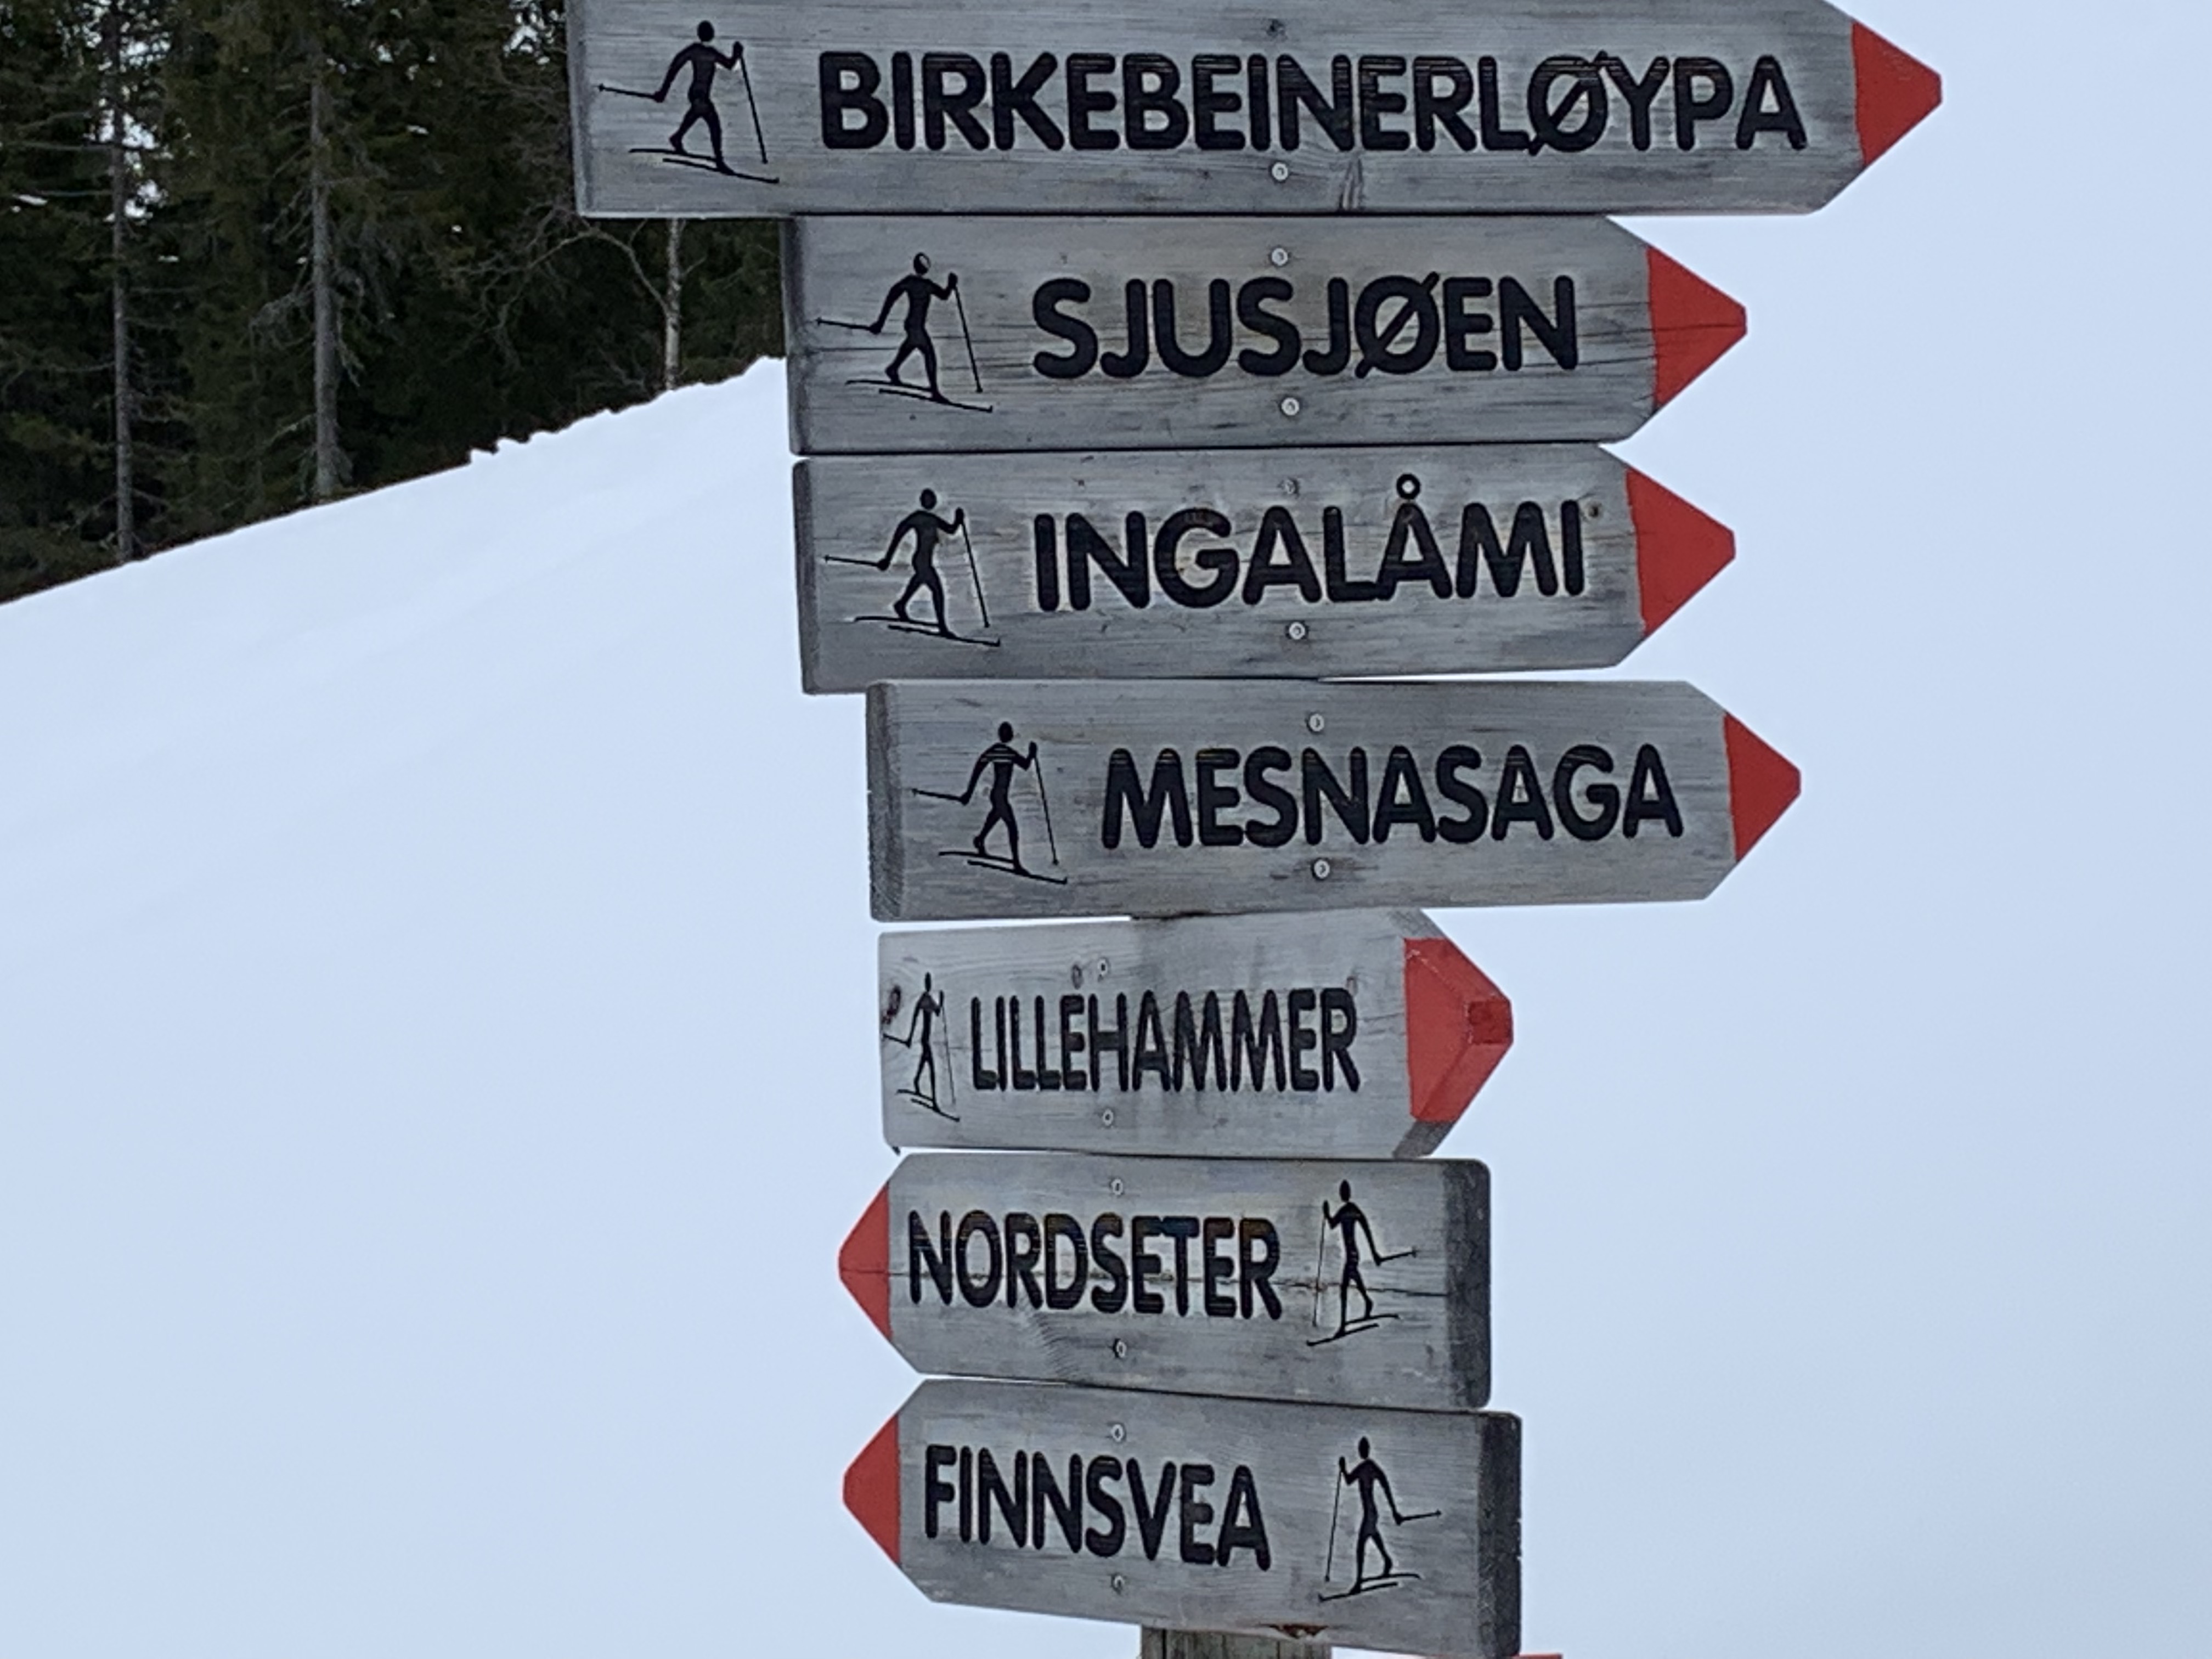 BIRKEBEINERLØYPA
SJUSJØEN
INGALÅMI
MESNASAGA
LILLEHAMMER
NORDSETER
FINNSVEA